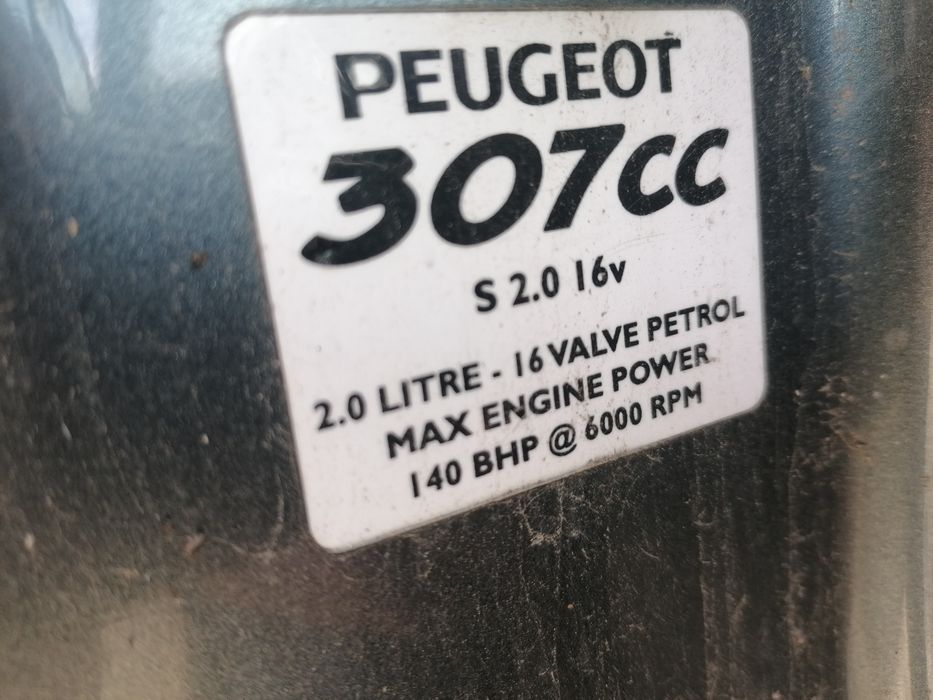 PEUGEOT
307cc
S 2.0 16v
2.0 LITRE - 16 VALVE PETROL
MAX ENGINE POWER
140 BHP @ 6000 RPM